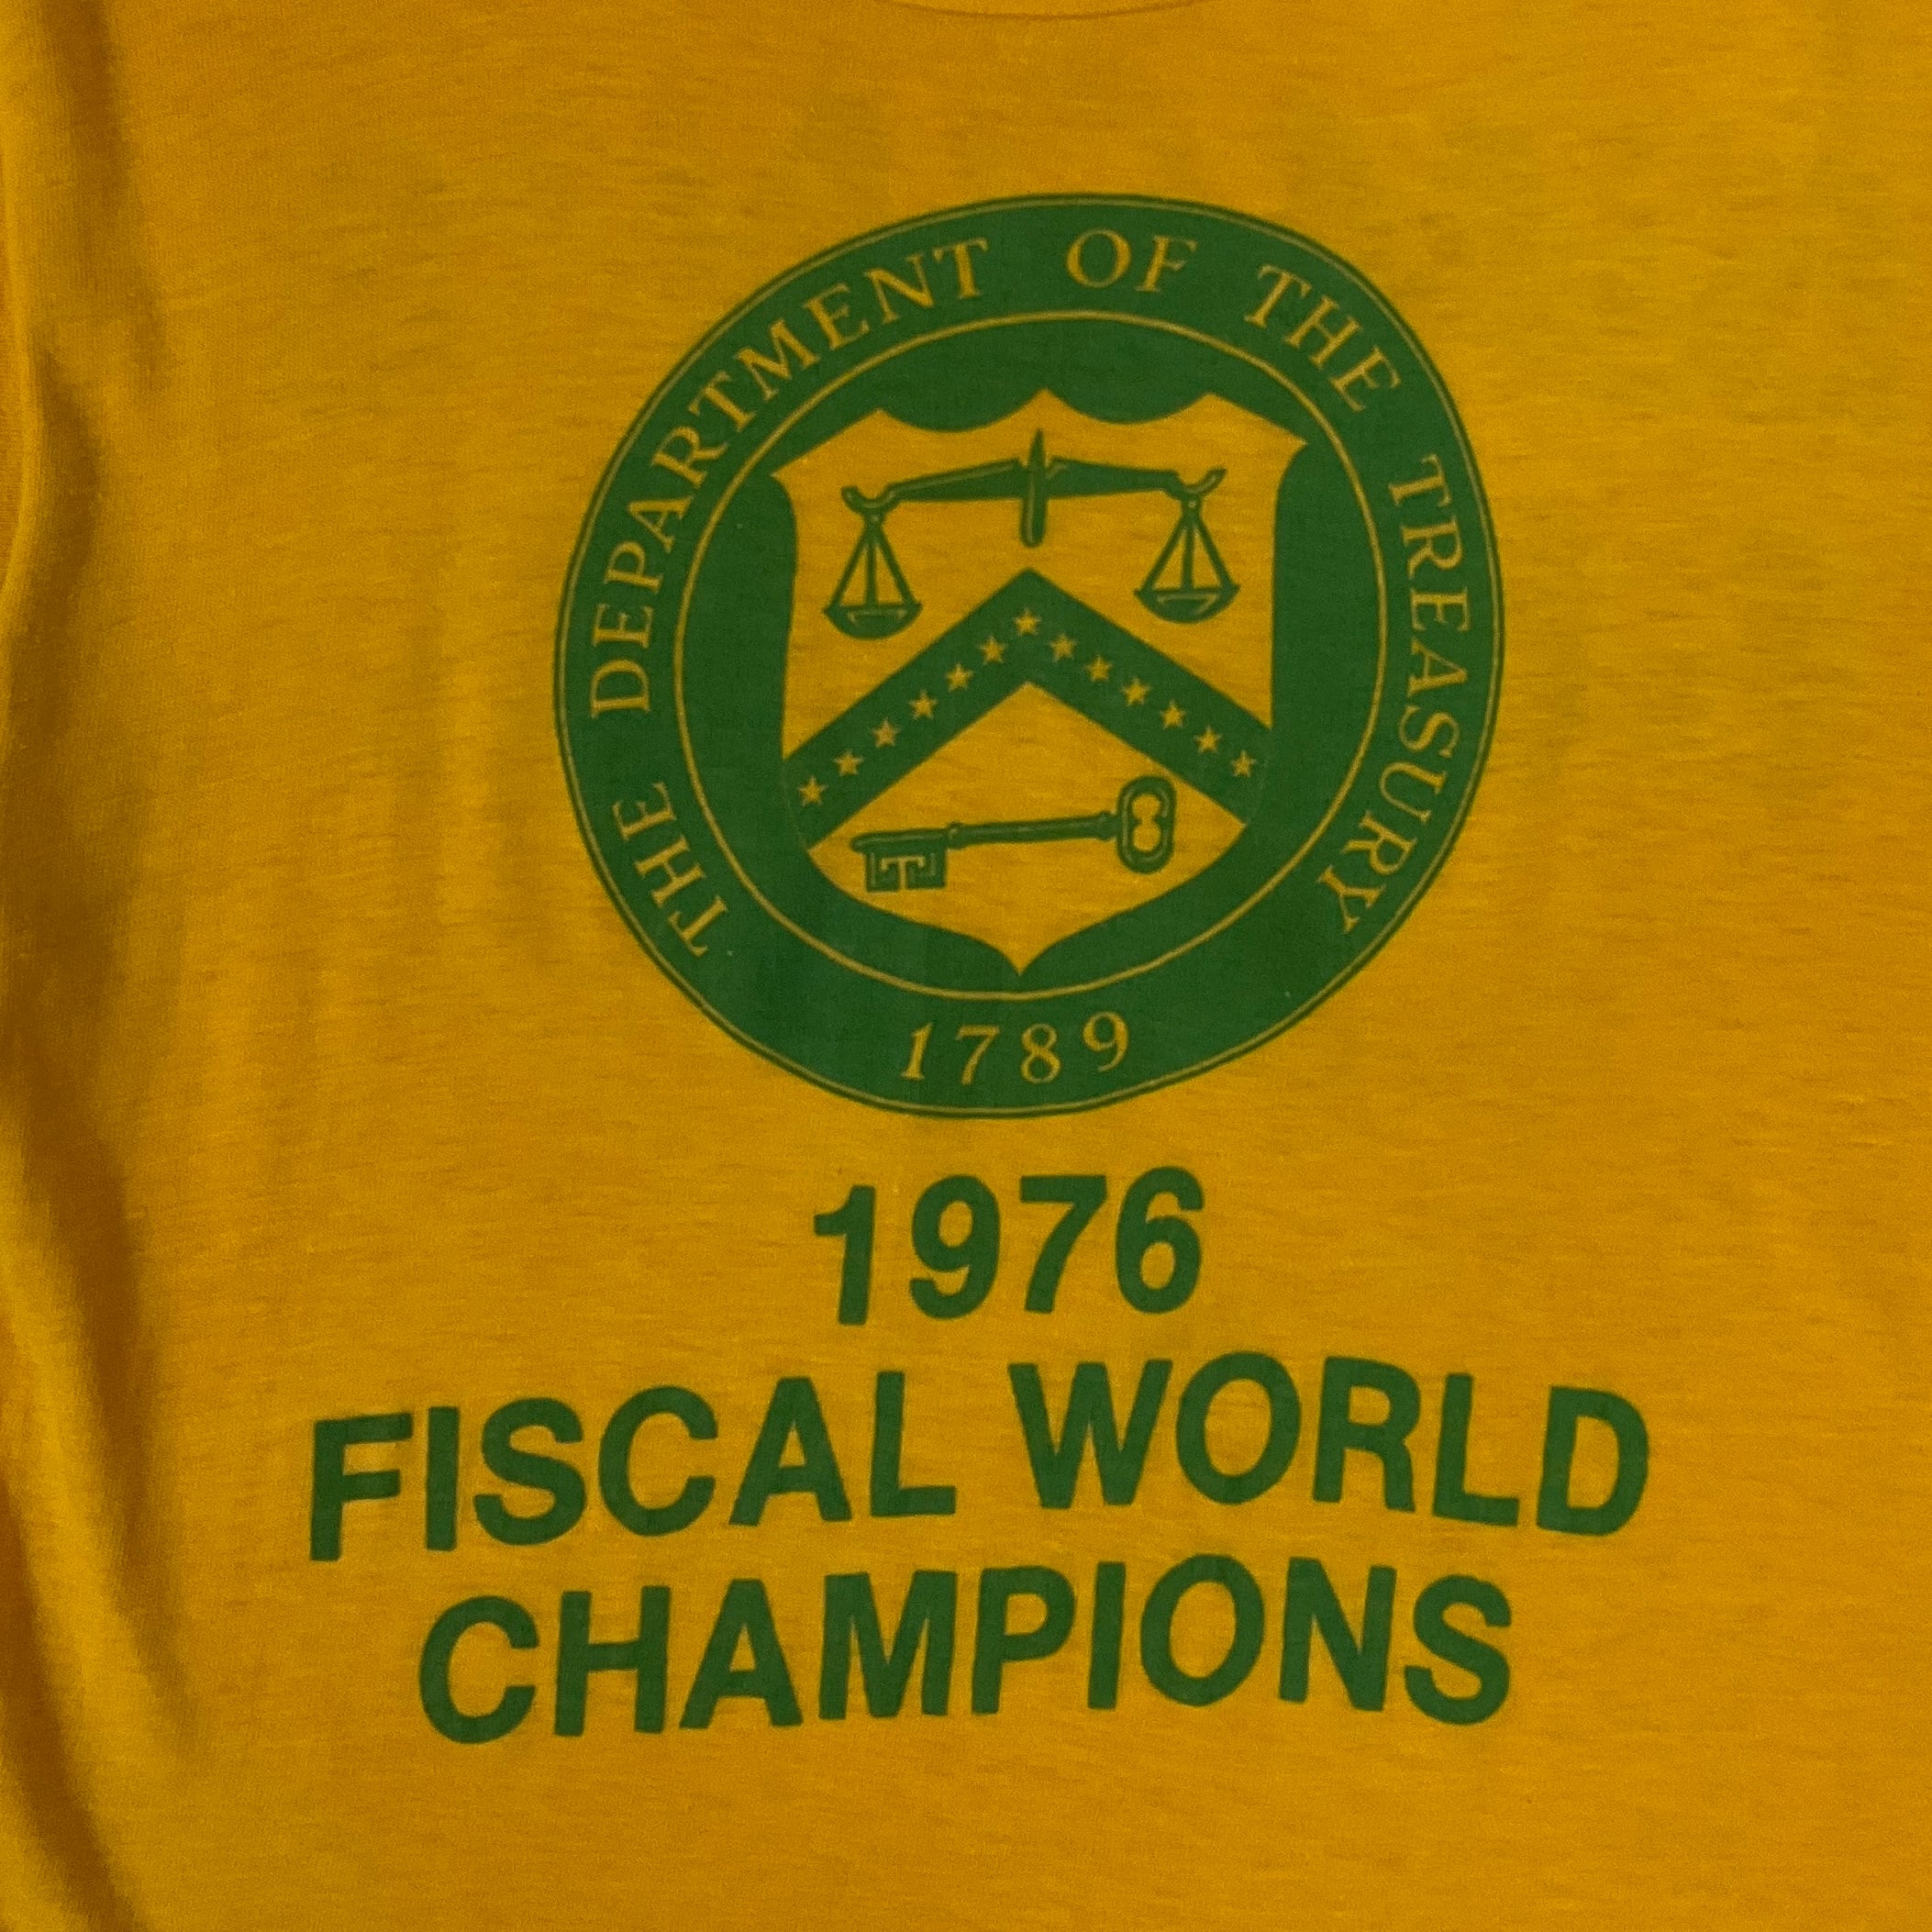 THE DEPARTMENT OF THE TREASURY
1789
1976
FISCAL WORLD
CHAMPIONS